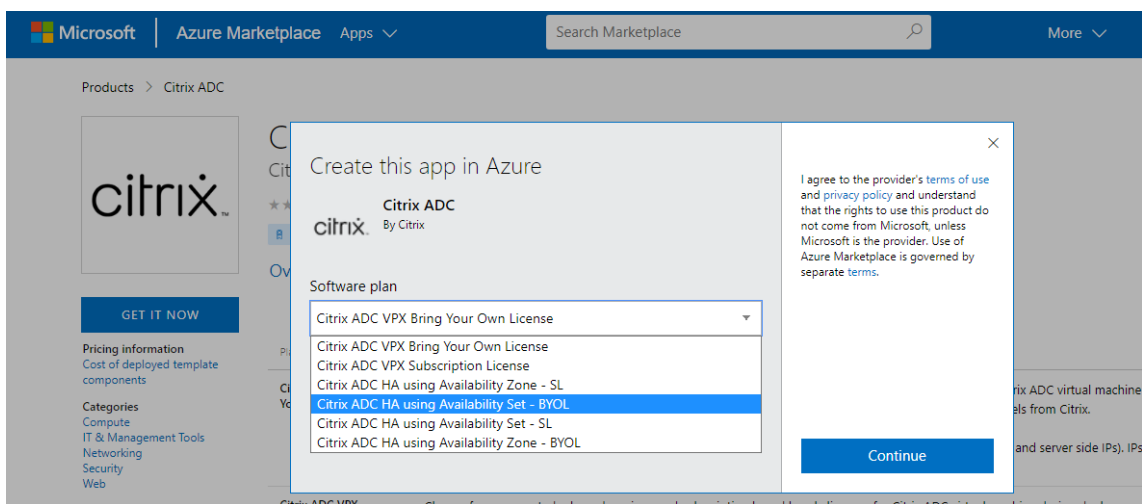 Microsoft
Azure Marketplace
Apps
Search Marketplace
More
Products > Citrix ADC
citrix™
C
Cit
Create this app in Azure
citrix
Citrix ADC
By Citrix
Ov
Software plan
Citrix ADC VPX Bring Your Own License
Citrix ADC VPX Bring Your Own License
Citrix ADC VPX Subscription License
Citrix ADC HA using Availability Zone - SL
Citrix ADC HA using Availability Set - BYOL
Citrix ADC HA using Availability Set - SL
Citrix ADC HA using Availability Zone - BYOL
I agree to the provider's terms of use
and privacy policy and understand
that the rights to use this product do
not come from Microsoft, unless
Microsoft is the provider. Use of
Azure Marketplace is governed by
separate terms.
Continue
GET IT NOW
Pricing information
Cost of deployed template
components
Categories
Compute
IT & Management Tools
Networking
Security
Web
Ci
Yo
rix ADC virtual machine
els from Citrix.
and server side IPs). IPs